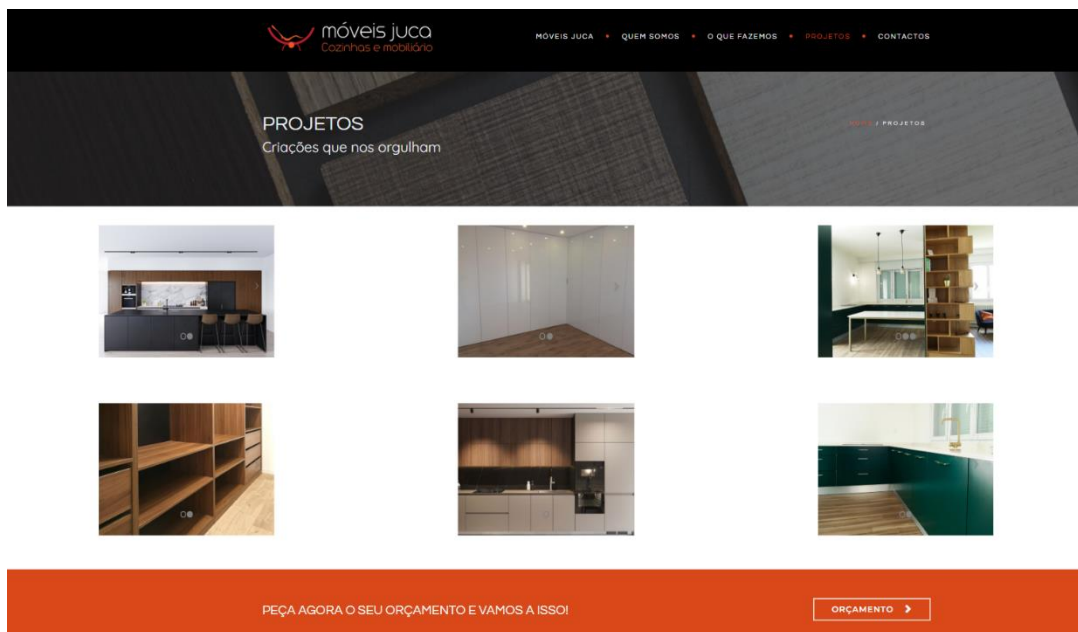 móveis juca
Cozinhas e mobiliário
MÓVEIS JUCA • QUEM SOMOS • O QUE FAZEMOS • PROJETOS • CONTACTOS
PROJETOS
Criações que nos orgulham
/ PROJETOS
PEÇA AGORA O SEU ORÇAMENTO E VAMOS A ISSO!
ORÇAMENTO